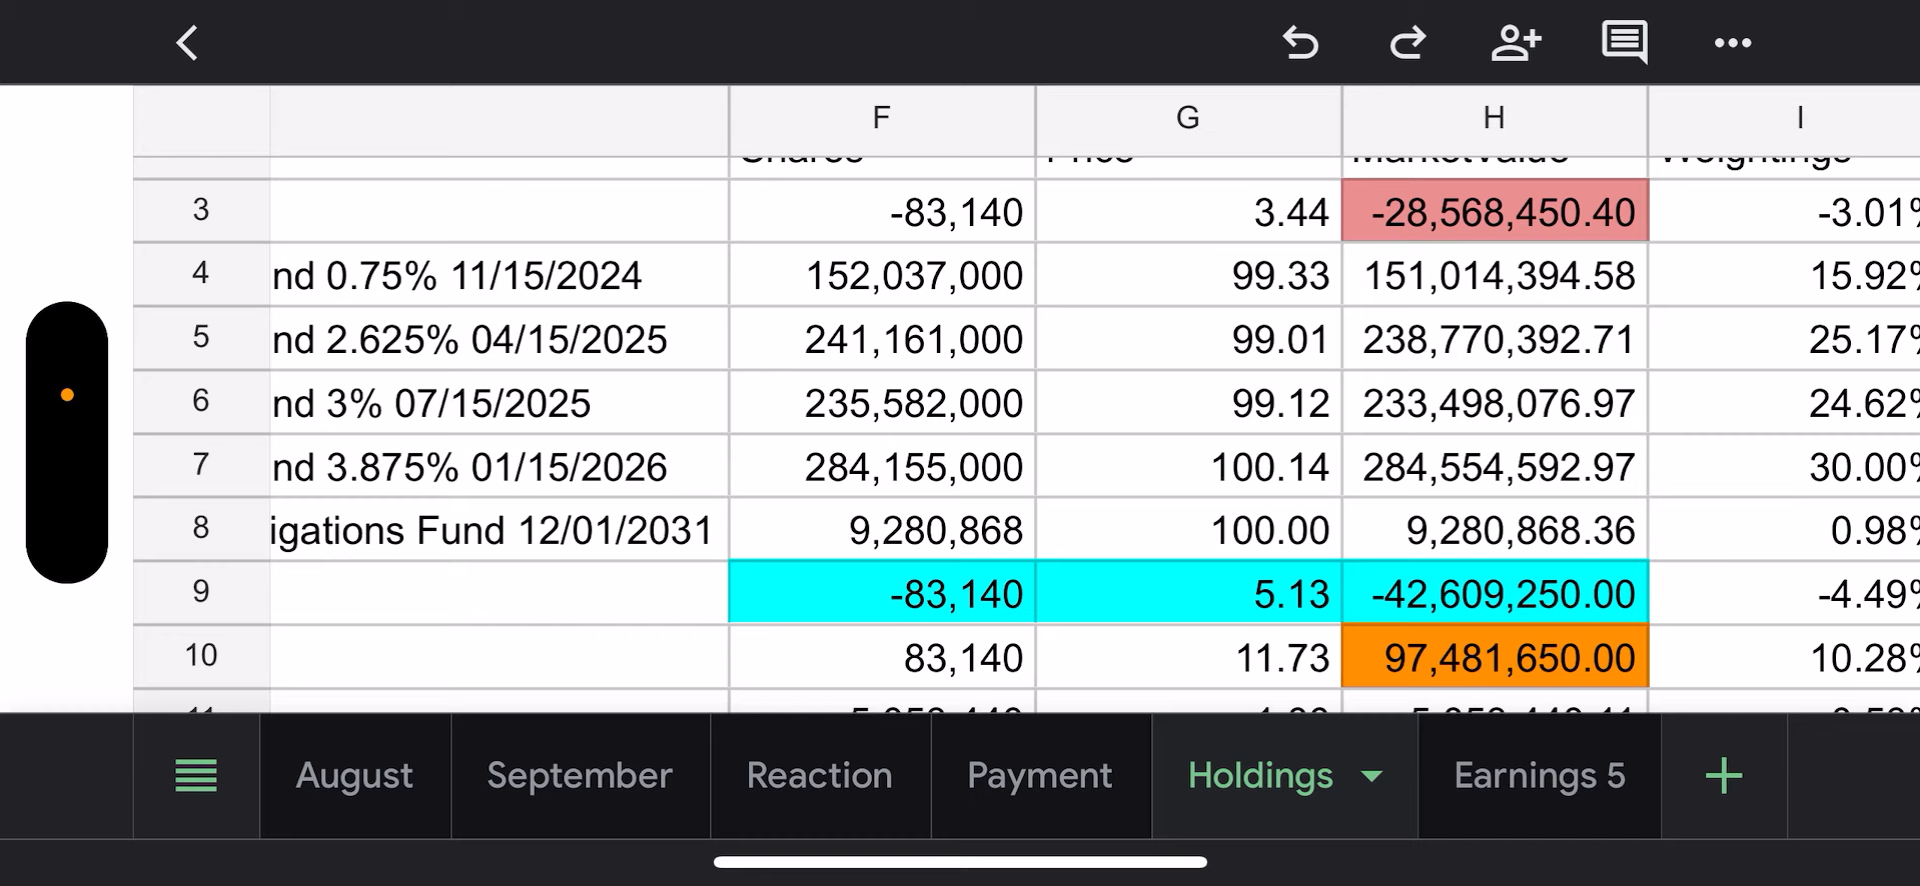 F G H I
Shares Price MarketValue Weightings
3 -83,140 3.44 -28,568,450.40 -3.01%
4 nd 0.75% 11/15/2024 152,037,000 99.33 151,014,394.58 15.92%
5 nd 2.625% 04/15/2025 241,161,000 99.01 238,770,392.71 25.17%
6 nd 3% 07/15/2025 235,582,000 99.12 233,498,076.97 24.62%
7 nd 3.875% 01/15/2026 284,155,000 100.14 284,554,592.97 30.00%
8 igations Fund 12/01/2031 9,280,868 100.00 9,280,868.36 0.98%
9 -83,140 5.13 -42,609,250.00 -4.49%
10 83,140 11.73 97,481,650.00 10.28%
11
August September Reaction Payment Holdings Earnings 5